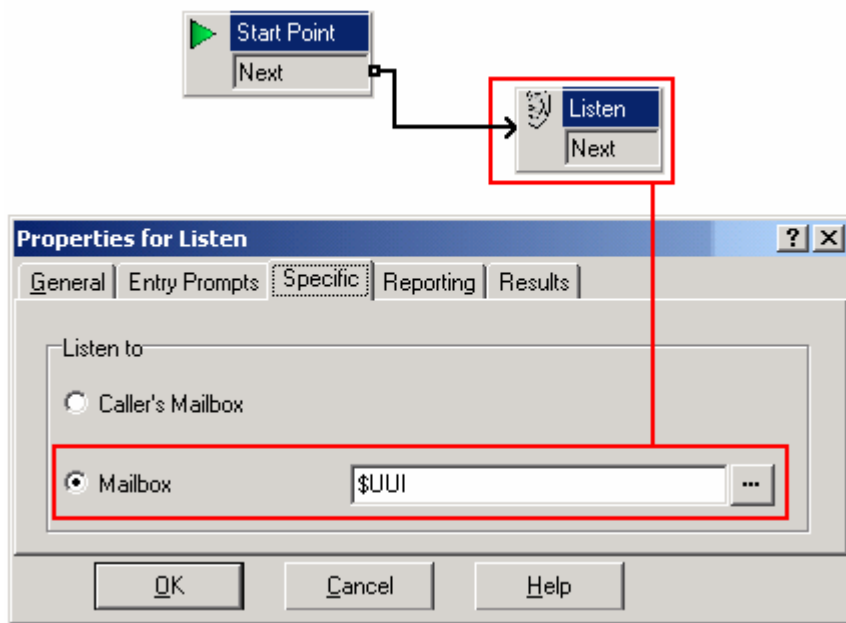 Start Point
Next
Listen
Next
Properties for Listen
General Entry Prompts Specific Reporting Results
Listen to
Caller's Mailbox
Mailbox $UUI ...
OK Cancel Help